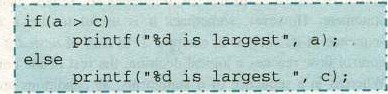 if(a > c)
printf("%d is largest", a);
else
printf("%d is largest ", c);